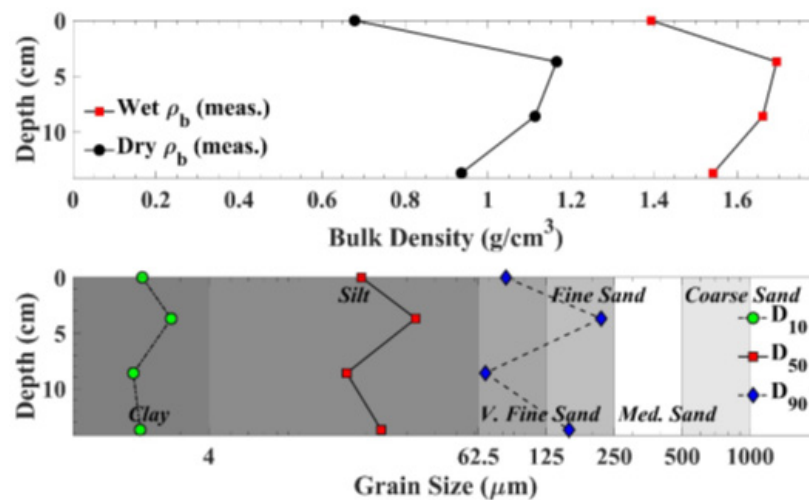 0
5
10
Depth (cm)
Wet ρb (meas.)
Dry ρb (meas.)
0 0.2 0.4 0.6 0.8 1 1.2 1.4 1.6
Bulk Density (g/cm3)
0
5
10
Depth (cm)
Silt Fine Sand Coarse Sand
D10
D50
D90
Clay V. Fine Sand Med. Sand
4 62.5 125 250 500 1000
Grain Size (μm)